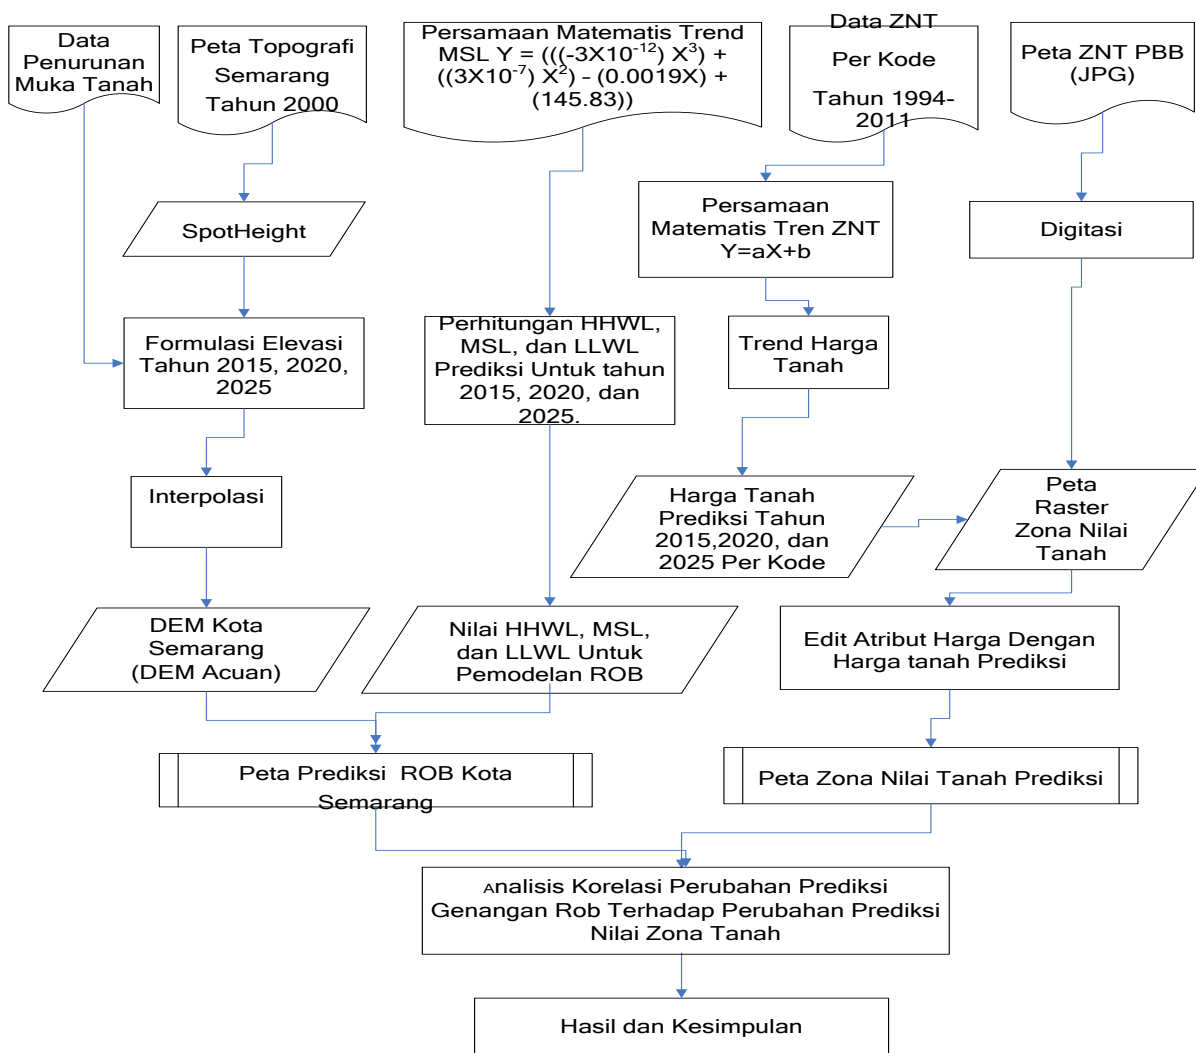 Data
Penurunan
Muka Tanah
Peta Topografi
Semarang
Tahun 2000
Persamaan Matematis Trend
MSL Y = (((-3X10⁻¹²) X³) +
((3X10⁻⁷) X²) - (0.0019X) +
(145.83))
Data ZNT
Per Kode
Tahun 1994-
2011
Peta ZNT PBB
(JPG)
SpotHeight
Persamaan
Matematis Tren ZNT
Y=aX+b
Digitasi
Formulasi Elevasi
Tahun 2015, 2020,
2025
Perhitungan HHWL,
MSL, dan LLWL
Prediksi Untuk tahun
2015, 2020, dan
2025.
Trend Harga
Tanah
Interpolasi
Harga Tanah
Prediksi Tahun
2015,2020, dan
2025 Per Kode
Peta
Raster
Zona Nilai
Tanah
DEM Kota
Semarang
(DEM Acuan)
Nilai HHWL, MSL,
dan LLWL Untuk
Pemodelan ROB
Edit Atribut Harga Dengan
Harga tanah Prediksi
Peta Prediksi ROB Kota
Semarang
Peta Zona Nilai Tanah Prediksi
Analisis Korelasi Perubahan Prediksi
Genangan Rob Terhadap Perubahan Prediksi
Nilai Zona Tanah
Hasil dan Kesimpulan